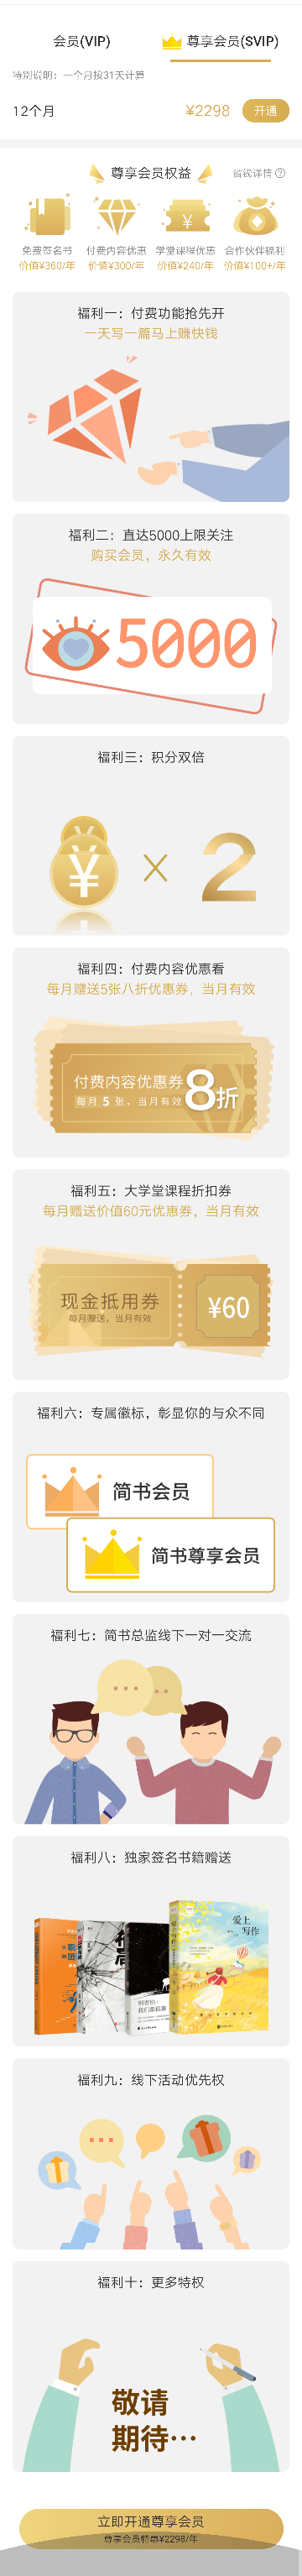 会员(VIP)
尊享会员(SVIP)
特别说明：一个月按31天计算
12个月
¥2298
开通
尊享会员权益
省钱详情?
免费签名书
付费内容优惠
学堂课程优惠
合作伙伴福利
价值¥360/年
价值¥300/年
价值¥240/年
价值¥100+/年
福利一：付费功能抢先开
一天写一篇马上赚快钱
福利二：直达5000上限关注
购买会员，永久有效
5000
福利三：积分双倍
¥ × 2
福利四：付费内容优惠看
每月赠送5张八折优惠券，当月有效
付费内容优惠券
每月 5 张，当月有效
8折
福利五：大学堂课程折扣券
每月赠送价值60元优惠券，当月有效
现金抵用券
每月赠送，当月有效
¥60
福利六：专属徽标，彰显你的与众不同
简书会员
简书尊享会员
福利七：简书总监线下一对一交流
福利八：独家签名书籍赠送
爱上
写作
别害怕，
我们都孤独
福利九：线下活动优先权
福利十：更多特权
敬请
期待···
立即开通尊享会员
尊享会员特惠¥2298/年